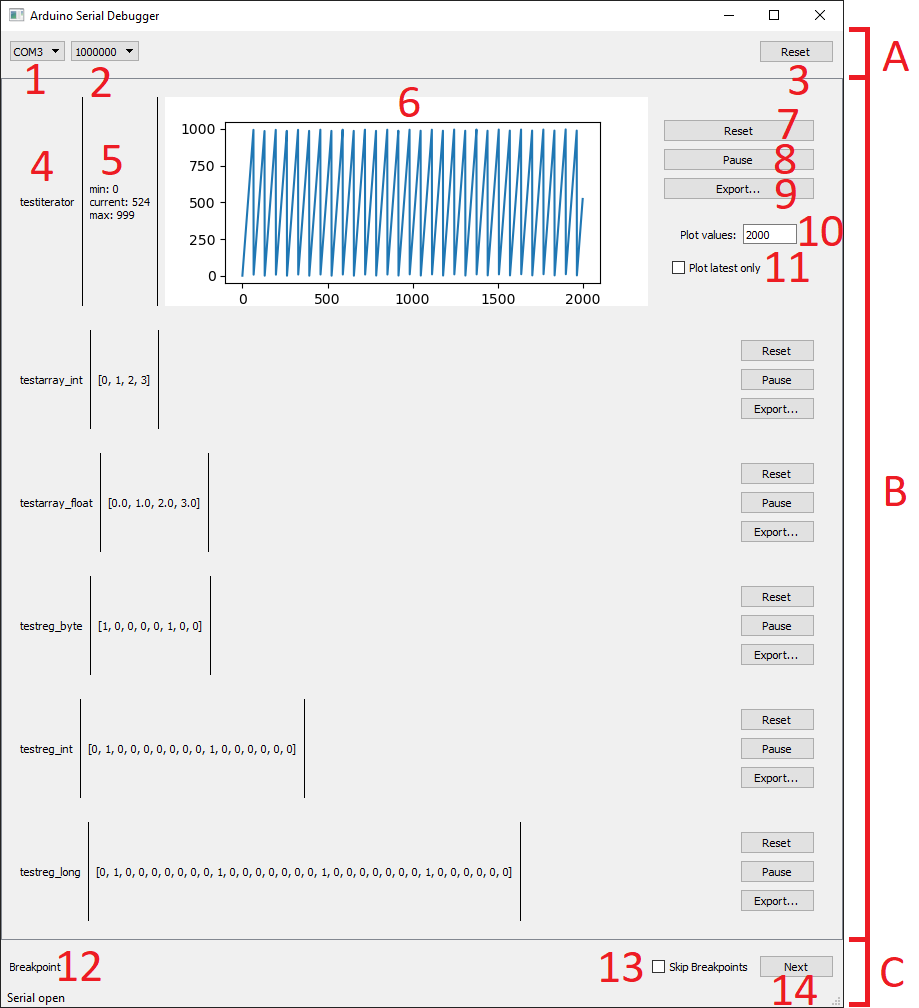 Arduino Serial Debugger
COM3
1000000
Reset
A
1
2
3
4
5
6
testiterator
min: 0
current: 524
max: 999
1000
750
500
250
0
0
500
1000
1500
2000
Reset
7
Pause
8
Export...
9
Plot values:
2000
10
Plot latest only
11
testarray_int
[0, 1, 2, 3]
Reset
Pause
Export...
testarray_float
[0.0, 1.0, 2.0, 3.0]
Reset
Pause
Export...
B
testreg_byte
[1, 0, 0, 0, 0, 1, 0, 0]
Reset
Pause
Export...
testreg_int
[0, 1, 0, 0, 0, 0, 0, 0, 0, 1, 0, 0, 0, 0, 0, 0]
Reset
Pause
Export...
testreg_long
[0, 1, 0, 0, 0, 0, 0, 0, 0, 1, 0, 0, 0, 0, 0, 0, 0, 1, 0, 0, 0, 0, 0, 0, 0, 1, 0, 0, 0, 0, 0, 0]
Reset
Pause
Export...
Breakpoint
12
13
Skip Breakpoints
Next
14
C
Serial open